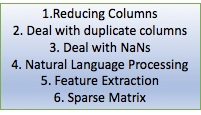 1.Reducing Columns
2. Deal with duplicate columns
3. Deal with NaNs
4. Natural Language Processing
5. Feature Extraction
6. Sparse Matrix